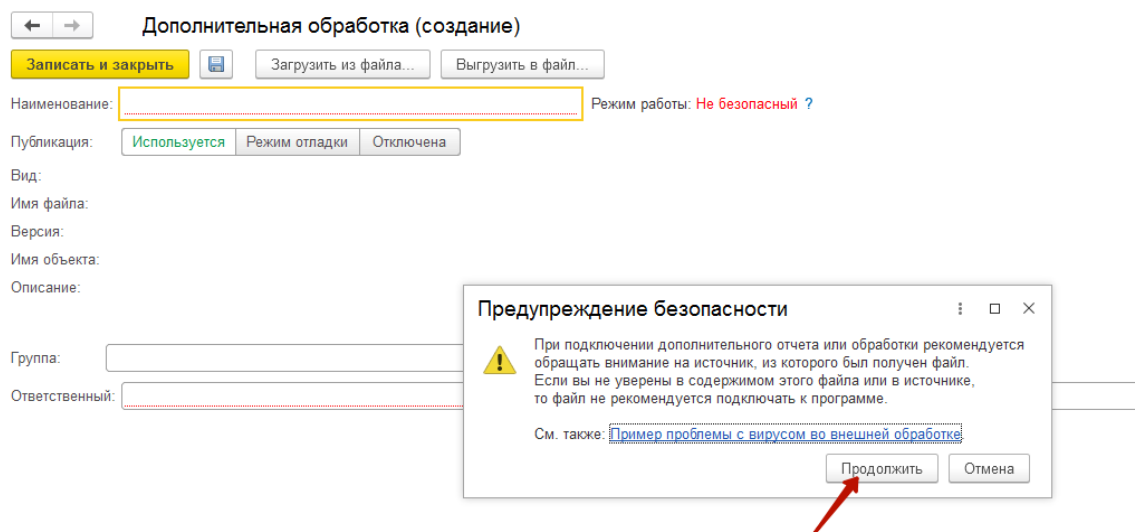 Дополнительная обработка (создание)
Записать и закрыть
Загрузить из файла...
Выгрузить в файл...
Наименование:
Режим работы: Не безопасный ?
Публикация:
Используется
Режим отладки
Отключена
Вид:
Имя файла:
Версия:
Имя объекта:
Описание:
Группа:
Ответственный:
Предупреждение безопасности
При подключении дополнительного отчета или обработки рекомендуется
обращать внимание на источник, из которого был получен файл.
Если вы не уверены в содержимом этого файла или в источнике,
то файл не рекомендуется подключать к программе.
См. также: Пример проблемы с вирусом во внешней обработке.
Продолжить
Отмена